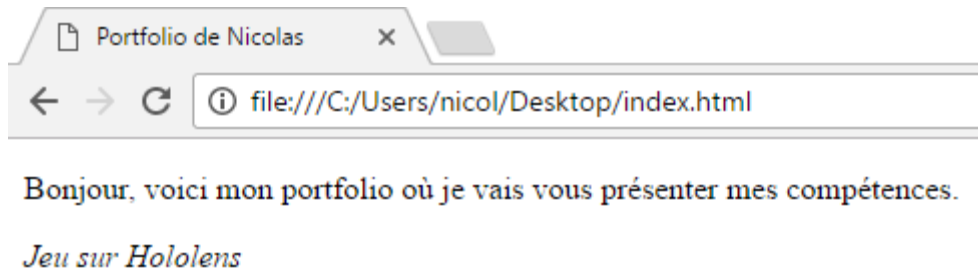 Portfolio de Nicolas
file:///C:/Users/nicol/Desktop/index.html
Bonjour, voici mon portfolio où je vais vous présenter mes compétences.
Jeu sur Hololens